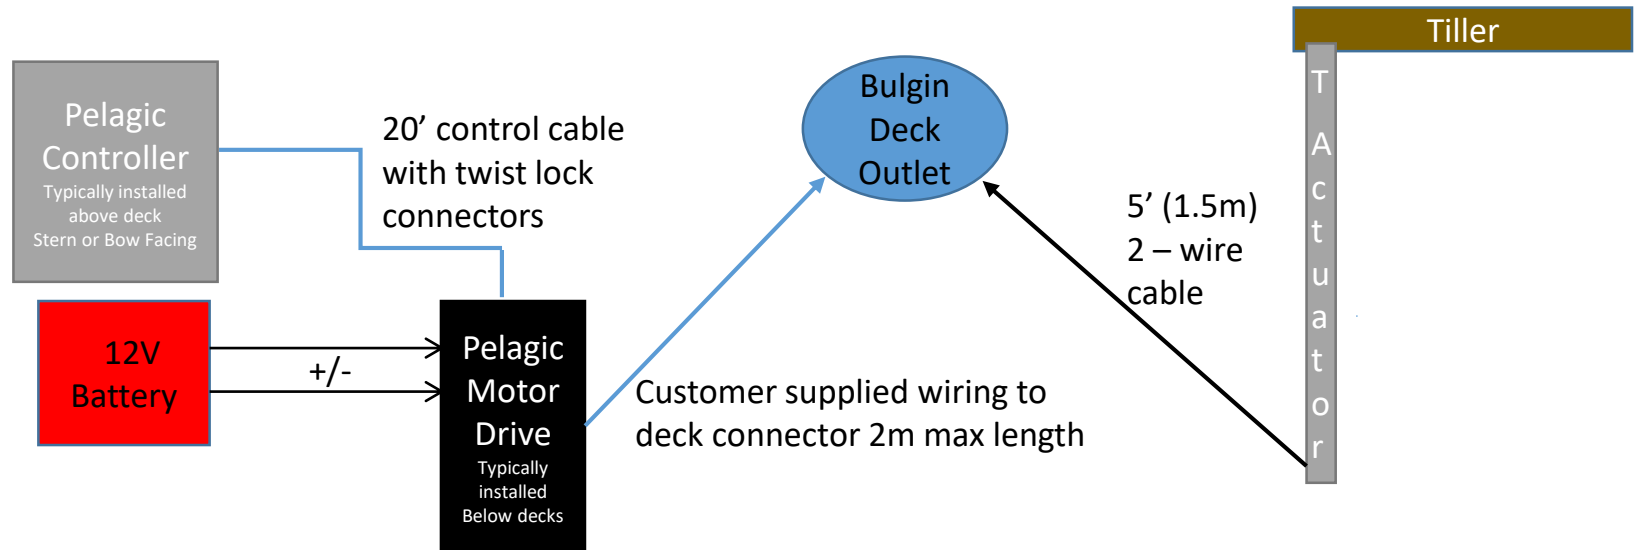 Pelagic
Controller
Typically installed
above deck
Stern or Bow Facing
20’ control cable
with twist lock
connectors
Bulgin
Deck
Outlet
Tiller
T Actuator
5’ (1.5m)
2 – wire
cable
12V
Battery
+/-
Pelagic
Motor
Drive
Typically
installed
Below decks
Customer supplied wiring to
deck connector 2m max length